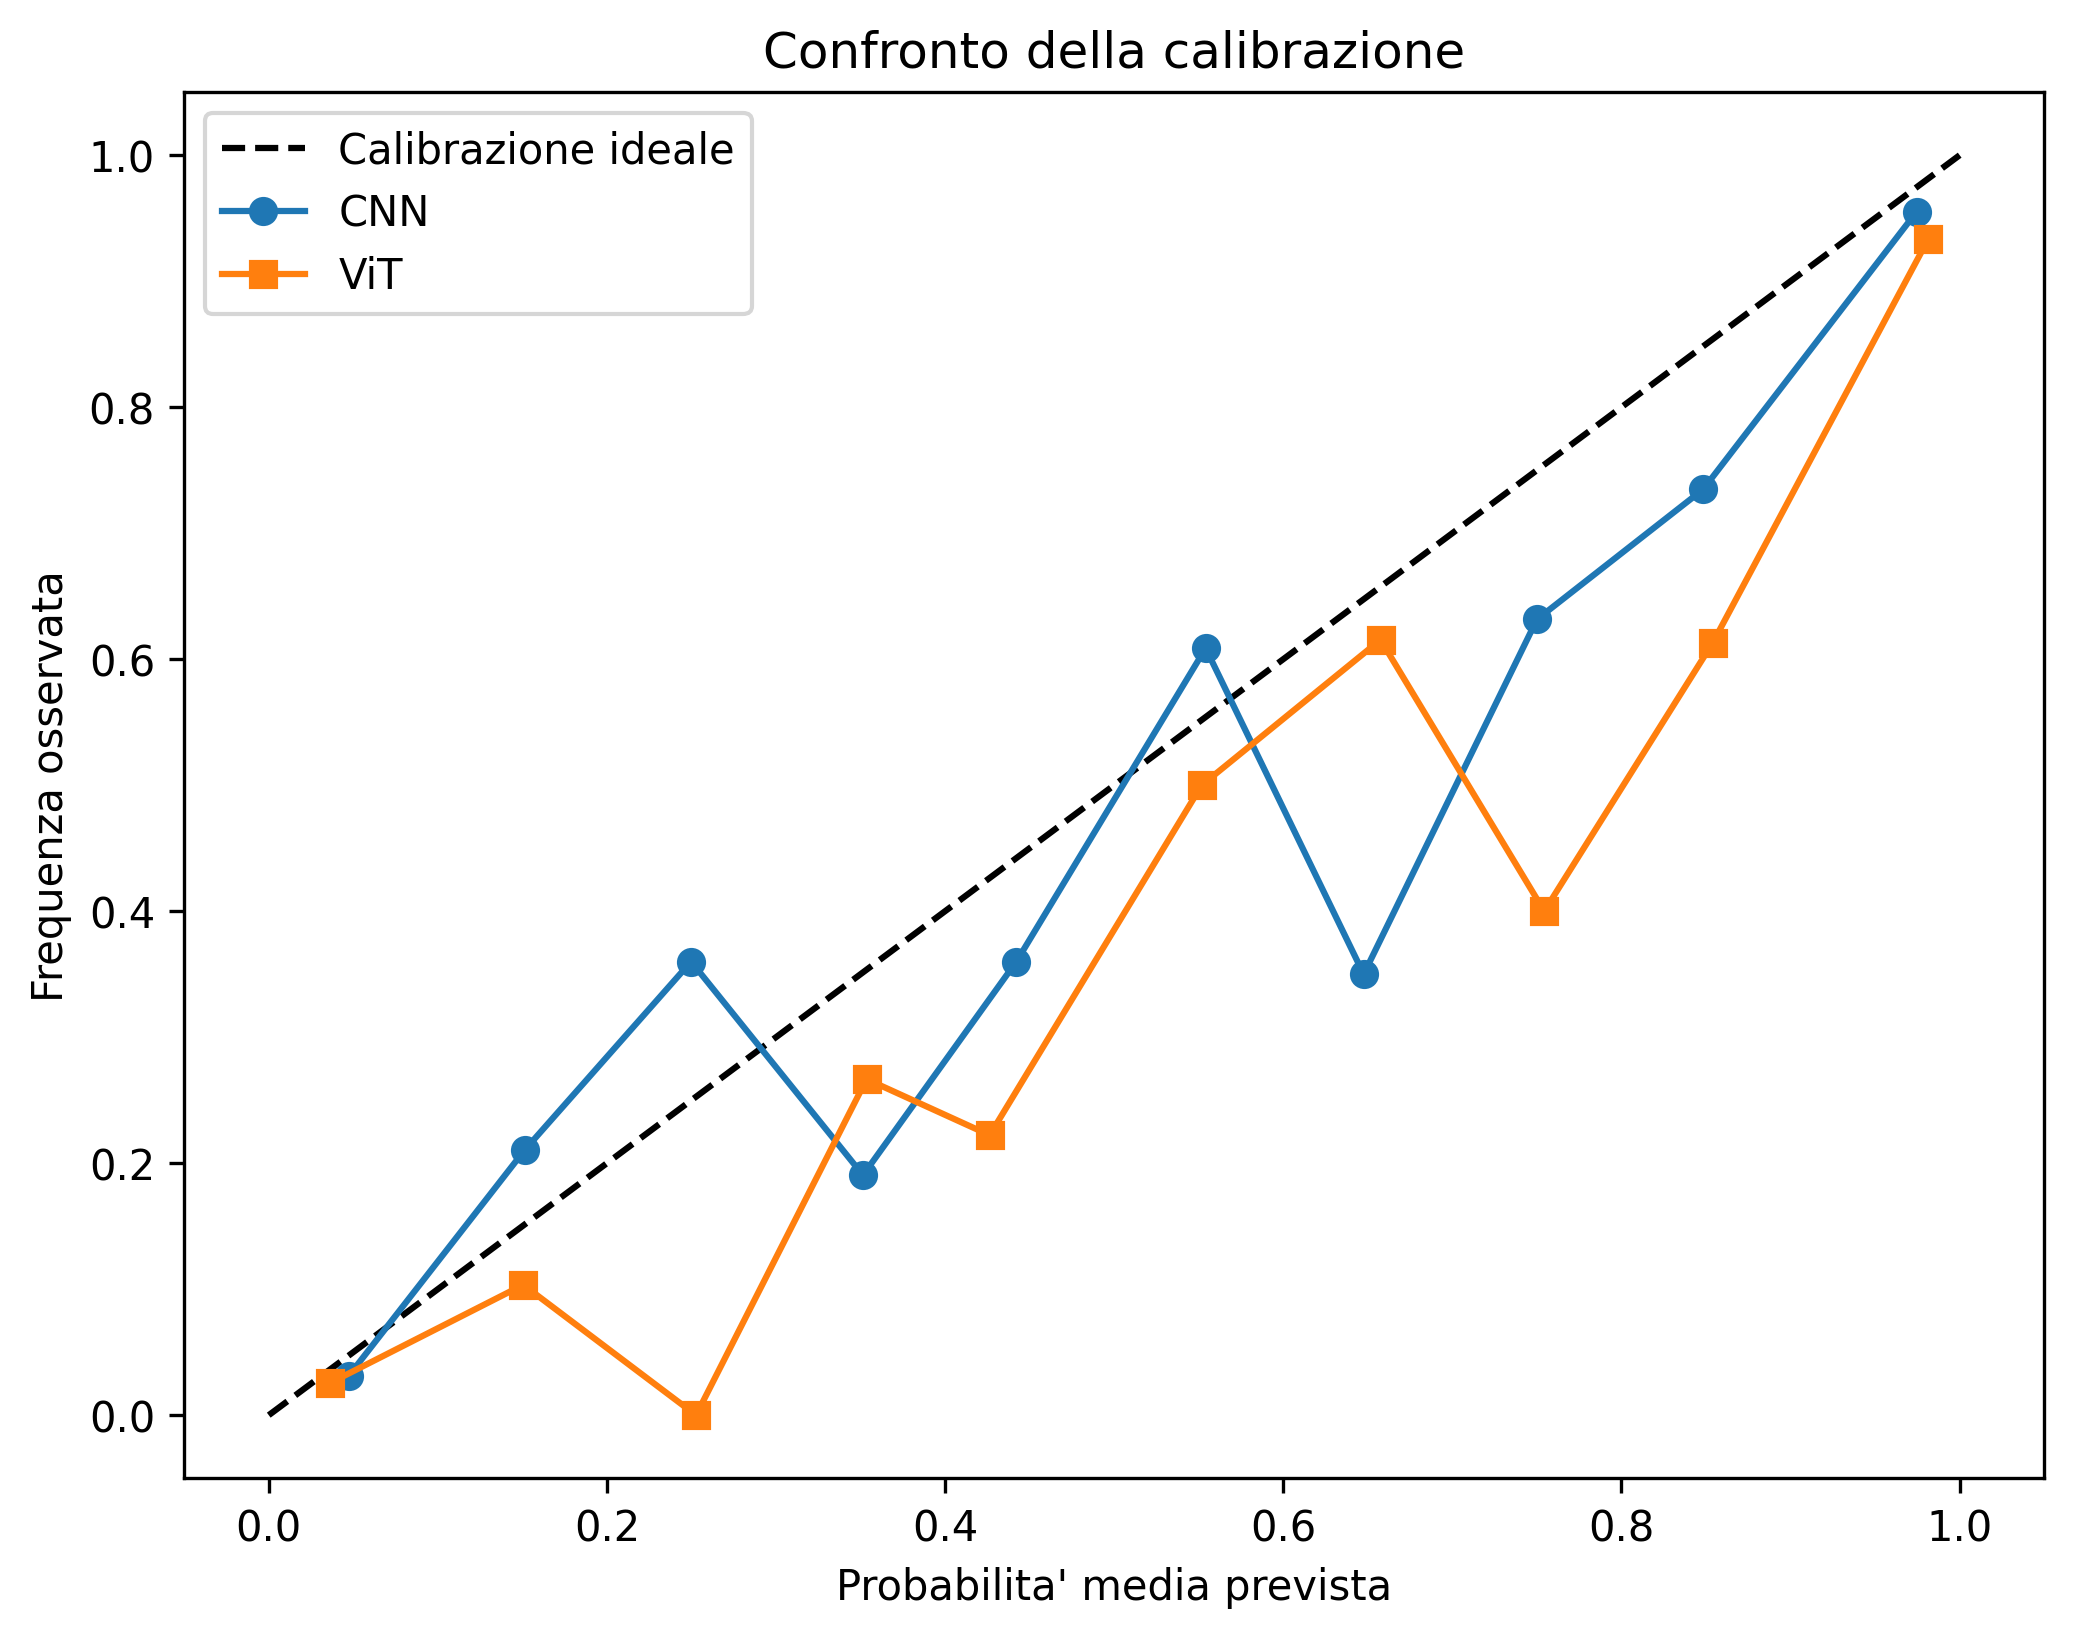 Confronto della calibrazione
Calibrazione ideale
CNN
ViT
1.0
0.8
0.6
0.4
0.2
0.0
Frequenza osservata
0.0 0.2 0.4 0.6 0.8 1.0
Probabilita' media prevista